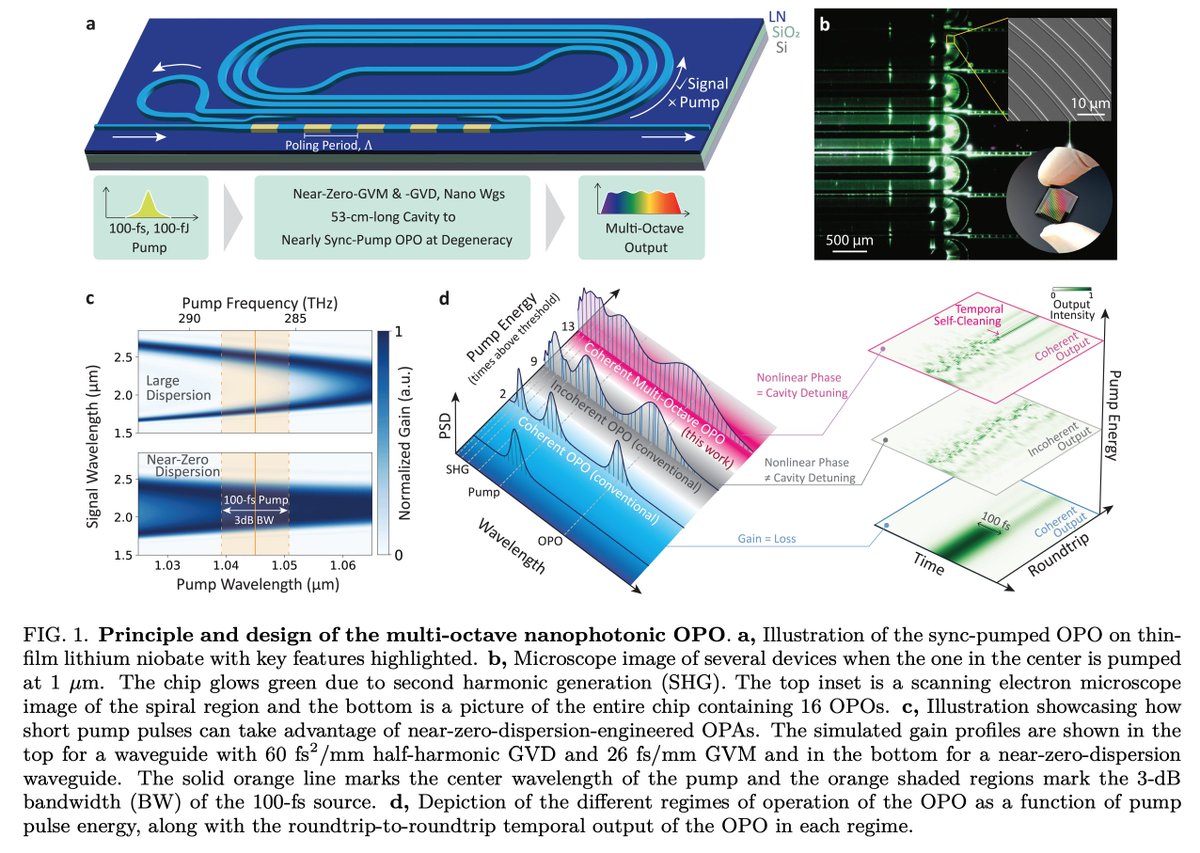 a
LN
SiO₂
Si
✓Signal
× Pump
Poling Period, Λ
100-fs, 100-fJ
Pump
Near-Zero-GVM & -GVD, Nano Wgs
53-cm-long Cavity to
Nearly Sync-Pump OPO at Degeneracy
Multi-Octave
Output
b
10 μm
500 μm
c
Pump Frequency (THz)
290
285
Signal Wavelength (μm)
2.5
2.0
1.5
Large
Dispersion
Near-Zero
Dispersion
2.5
2.0
1.5
100-fs Pump
3dB BW
1.03
1.04
1.05
1.06
Pump Wavelength (μm)
1
0
Normalized Gain (a.u.)
d
Pump Energy
(times above threshold)
13
9
2
PSD
SHG
Pump
OPO
Wavelength
Coherent Multi-Octave OPO
(this work)
Incoherent OPO (conventional)
Coherent OPO (conventional)
Nonlinear Phase
= Cavity Detuning
Nonlinear Phase
≠ Cavity Detuning
Gain = Loss
0
1
Output
Intensity
Temporal
Self-Cleaning
Coherent
Output
Incoherent
Output
Coherent
Output
100 fs
Time
Roundtrip
Pump Energy
FIG. 1. Principle and design of the multi-octave nanophotonic OPO. a, Illustration of the sync-pumped OPO on thin-
film lithium niobate with key features highlighted. b, Microscope image of several devices when the one in the center is pumped
at 1 μm. The chip glows green due to second harmonic generation (SHG). The top inset is a scanning electron microscope
image of the spiral region and the bottom is a picture of the entire chip containing 16 OPOs. c, Illustration showcasing how
short pump pulses can take advantage of near-zero-dispersion-engineered OPAs. The simulated gain profiles are shown in the
top for a waveguide with 60 fs²/mm half-harmonic GVD and 26 fs/mm GVM and in the bottom for a near-zero-dispersion
waveguide. The solid orange line marks the center wavelength of the pump and the orange shaded regions mark the 3-dB
bandwidth (BW) of the 100-fs source. d, Depiction of the different regimes of operation of the OPO as a function of pump
pulse energy, along with the roundtrip-to-roundtrip temporal output of the OPO in each regime.